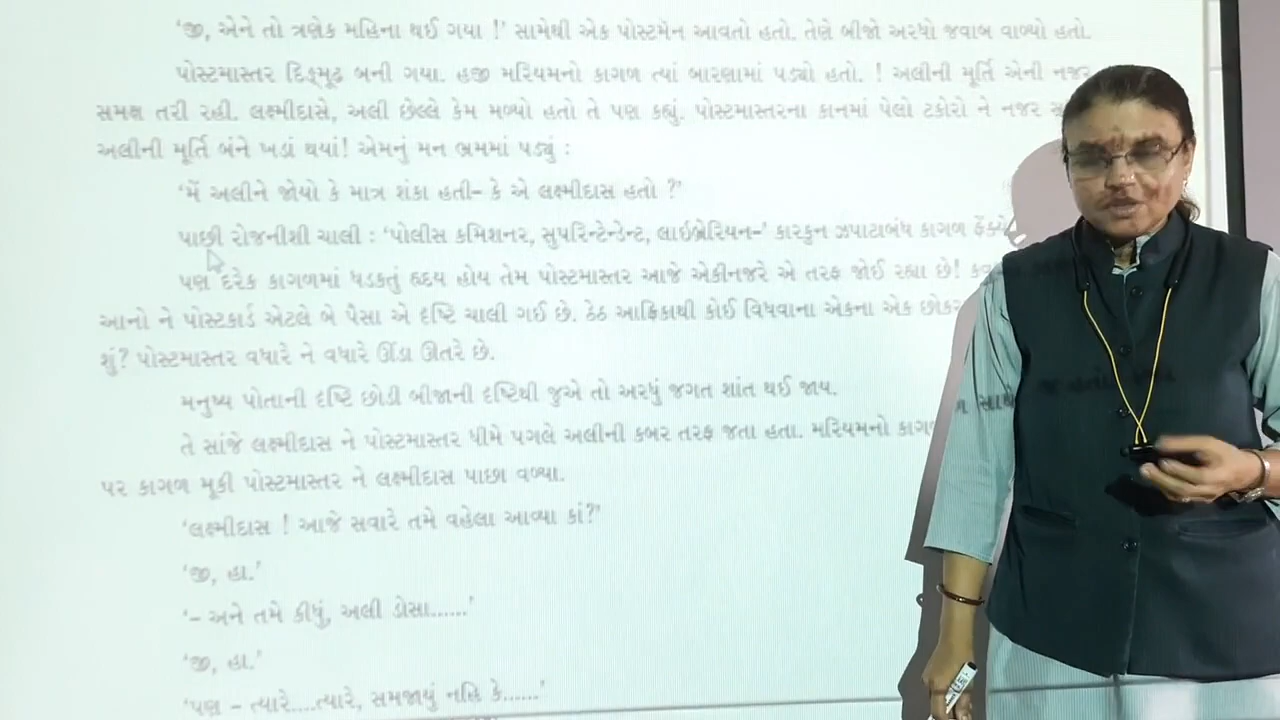 'જી, એને તો ત્રણેક મહિના થઈ ગયા !' સામેથી એક પોસ્ટમૅન આવતો હતો. તેણે બીજો અરધો જવાબ વાળ્યો હતો.
પોસ્ટમાસ્તર દિઙ્મૂઢ બની ગયા. હજી મરિયમનો કાગળ ત્યાં બારણામાં પડ્યો હતો. ! અલીની મૂર્તિ એની નજર
સમક્ષ તરી રહી. લક્ષ્મીદાસે, અલી છેલ્લે કેમ મળ્યો હતો તે પણ કહ્યું. પોસ્ટમાસ્તરના કાનમાં પેલો ટકોરો ને નજર
અલીની મૂર્તિ બંને ખડાં થયાં! એમનું મન ભ્રમમાં પડ્યું :
'મેં અલીને જોયો કે માત્ર શંકા હતી– કે એ લક્ષ્મીદાસ હતો ?'
પાછી રોજનીશી ચાલી : 'પોલીસ કમિશનર, સુપરિન્ટેન્ડેન્ટ, લાઈબ્રેરિયન–' કારકુન ઝપાટાબંધ કાગળ
પણ દરેક કાગળમાં ધડકતું હૃદય હોય તેમ પોસ્ટમાસ્તર આજે એકીનજરે એ તરફ જોઈ રહ્યા છે!
આનો ને પોસ્ટકાર્ડ એટલે બે પૈસા એ દૃષ્ટિ ચાલી ગઈ છે. ઠેઠ આફ્રિકાથી કોઈ વિધવાના એકના એક
શું? પોસ્ટમાસ્તર વધારે ને વધારે ઊંડા ઊતરે છે.
મનુષ્ય પોતાની દૃષ્ટિ છોડી બીજાની દૃષ્ટિથી જુએ તો અરધું જગત શાંત થઈ જાય.
તે સાંજે લક્ષ્મીદાસ ને પોસ્ટમાસ્તર ધીમે પગલે અલીની કબર તરફ જતા હતા. મરિયમનો
પર કાગળ મૂકી પોસ્ટમાસ્તર ને લક્ષ્મીદાસ પાછા વળ્યા.
'લક્ષ્મીદાસ ! આજે સવારે તમે વહેલા આવ્યા કાં?'
'જી, હા.'
'– અને તમે કીધું, અલી ડોસા......'
'જી, હા.'
'પણ – ત્યારે....ત્યારે, સમજાયું નહિ કે......'